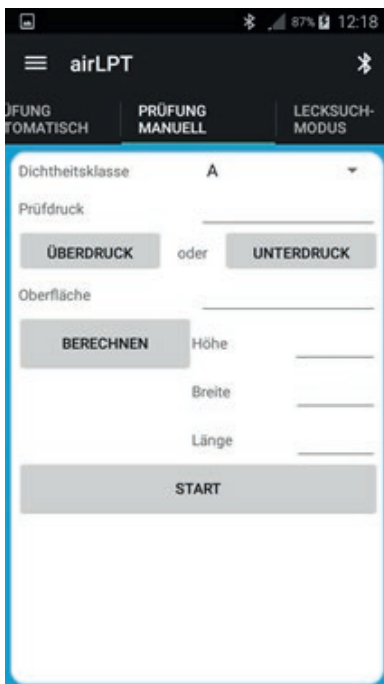 87% 12:18
airLPT
ÜFUNG
TOMATISCH
PRÜFUNG
MANUELL
LECKSUCH-
MODUS
Dichtheitsklasse A
Prüfdruck
ÜBERDRUCK oder UNTERDRUCK
Oberfläche
BERECHNEN Höhe
Breite
Länge
START